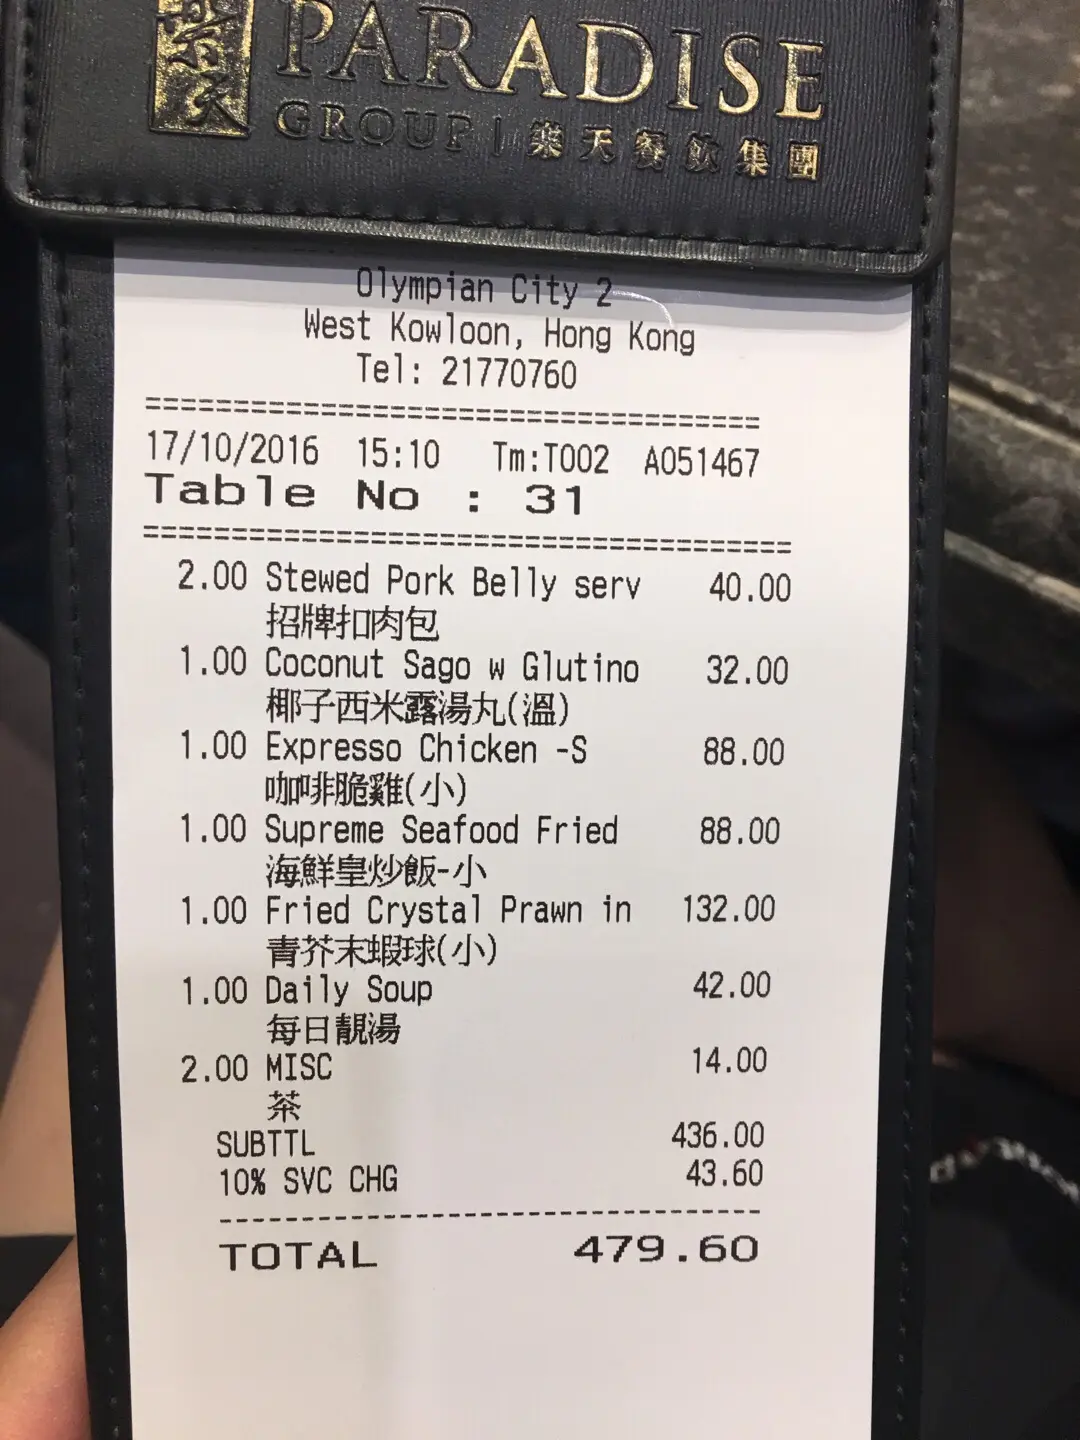 樂天
PARADISE
GROUP | 樂天餐飲集團
Olympian City 2
West Kowloon, Hong Kong
Tel: 21770760
=====================================
17/10/2016 15:10 Tm:T002 A051467
Table No : 31
=======================================
2.00 Stewed Pork Belly serv 40.00
招牌扣肉包
1.00 Coconut Sago w Glutino 32.00
椰子西米露湯丸(溫)
1.00 Expresso Chicken -S 88.00
咖啡脆雞(小)
1.00 Supreme Seafood Fried 88.00
海鮮皇炒飯-小
1.00 Fried Crystal Prawn in 132.00
青芥末蝦球(小)
1.00 Daily Soup 42.00
每日靚湯
2.00 MISC 14.00
茶
SUBTTL 436.00
10% SVC CHG 43.60
---------------------------------
TOTAL 479.60